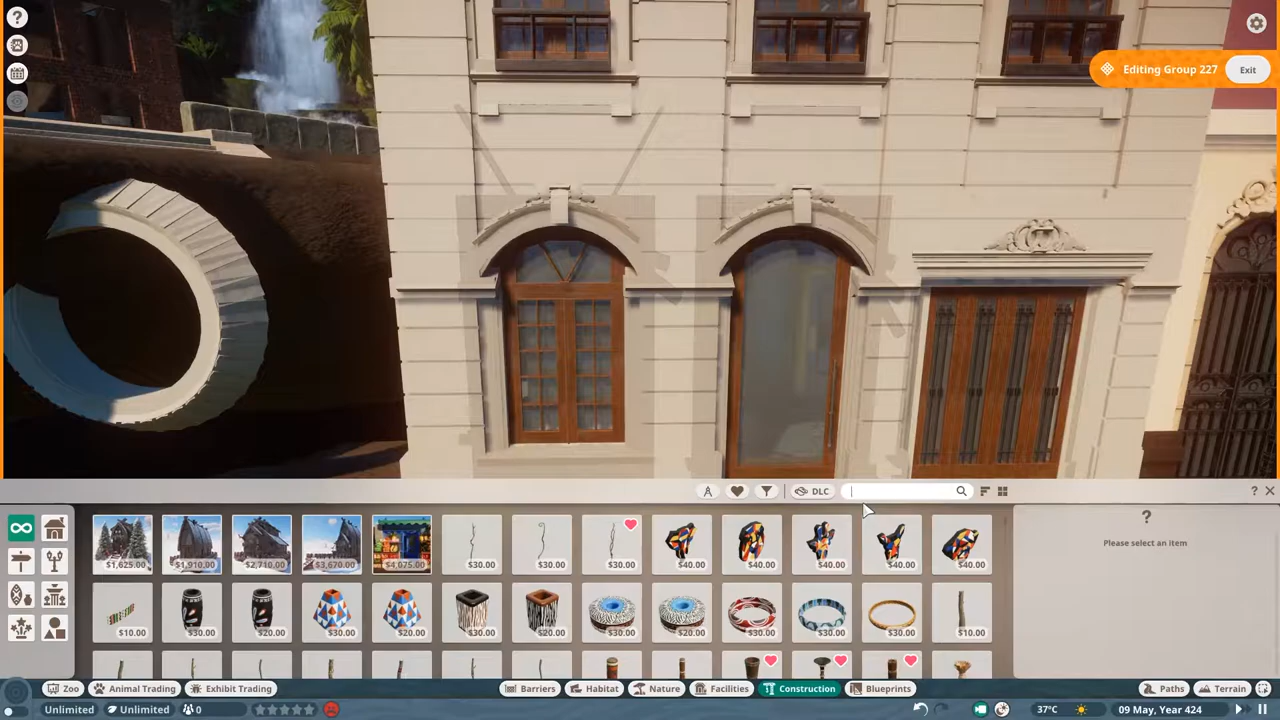 ?
Editing Group 227
Exit
DLC
?
$1,625.00
$1,910.00
$2,710.00
$3,670.00
$4,075.00
$30.00
$30.00
$30.00
$40.00
$40.00
$40.00
$40.00
$40.00
?
Please select an item
$10.00
$30.00
$20.00
$30.00
$20.00
$30.00
$20.00
$30.00
$30.00
$30.00
$30.00
$30.00
$10.00
Zoo
Animal Trading
Exhibit Trading
Barriers
Habitat
Nature
Facilities
Construction
Blueprints
Paths
Terrain
Unlimited
Unlimited
0
37°C
09 May, Year 424